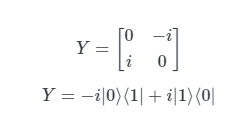 Y = [0 −i
i 0]
Y = −i|0⟩⟨1| + i|1⟩⟨0|